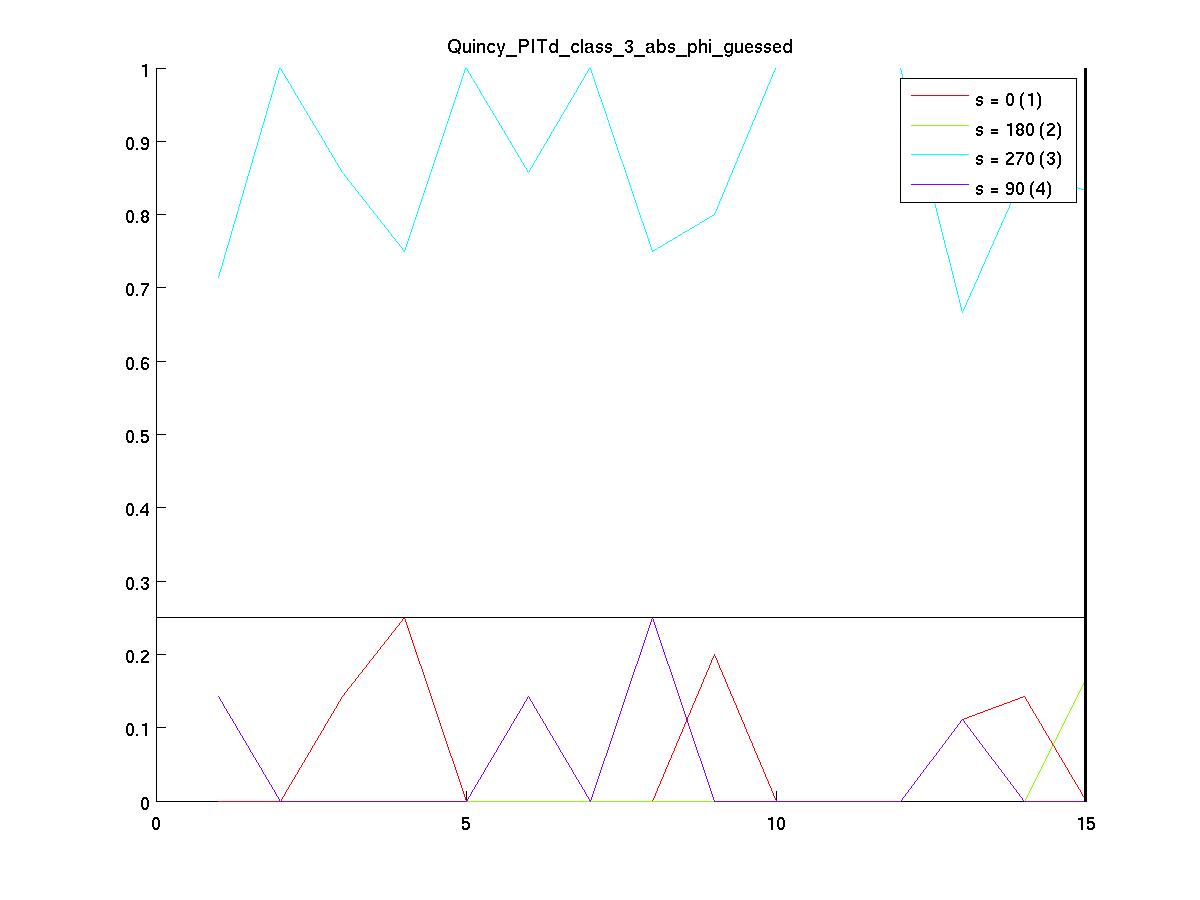 Quincy_PITd_class_3_abs_phi_guessed
1
0.9
0.8
0.7
0.6
0.5
0.4
0.3
0.2
0.1
0
s = 0 (1)
s = 180 (2)
s = 270 (3)
s = 90 (4)
0 5 10 15